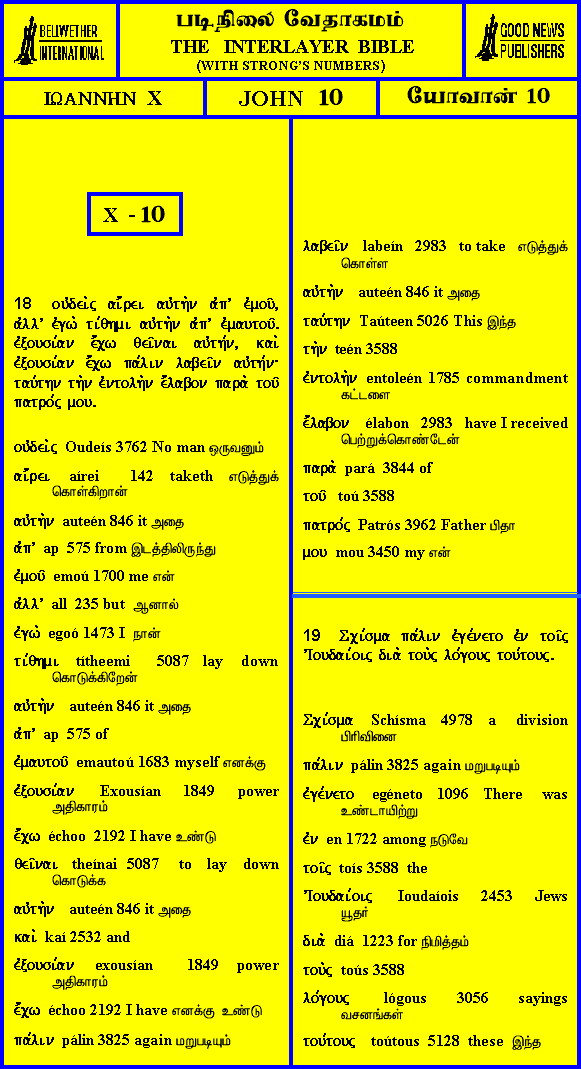 BELLWETHER
INTERNATIONAL
படிநிலை வேதாகமம்
THE INTERLAYER BIBLE
(WITH STRONG'S NUMBERS)
GOOD NEWS
PUBLISHERS
ΙΩΑΝΝΗΝ X
JOHN 10
யோவான் 10
X - 10
18 οὐδεὶς αἴρει αὐτὴν ἀπ' ἐμοῦ,
ἀλλ' ἐγὼ τίθημι αὐτὴν ἀπ' ἐμαυτοῦ.
ἐξουσίαν ἔχω θεῖναι αὐτήν, καὶ
ἐξουσίαν ἔχω πάλιν λαβεῖν αὐτήν·
ταύτην τὴν ἐντολὴν ἔλαβον παρὰ τοῦ
πατρός μου.
οὐδεὶς Oudeís 3762 No man ஒருவனும்
αἴρει aírei 142 taketh எடுத்துக்
கொள்கிறான்
αὐτὴν auteén 846 it அதை
ἀπ' ap 575 from இடத்திலிருந்து
ἐμοῦ emoú 1700 me என்
ἀλλ' all 235 but ஆனால்
ἐγὼ egoó 1473 I நான்
τίθημι títheemi 5087 lay down
கொடுக்கிறேன்
αὐτὴν auteén 846 it அதை
ἀπ' ap 575 of
ἐμαυτοῦ emautoú 1683 myself எனக்கு
ἐξουσίαν Exousían 1849 power
அதிகாரம்
ἔχω échoo 2192 I have உண்டு
θεῖναι theínai 5087 to lay down
கொடுக்க
αὐτὴν auteén 846 it அதை
καὶ kaí 2532 and
ἐξουσίαν exousían 1849 power
அதிகாரம்
ἔχω échoo 2192 I have எனக்கு உண்டு
πάλιν pálin 3825 again மறுபடியும்
λαβεῖν labeín 2983 to take எடுத்துக்
கொள்ள
αὐτὴν auteén 846 it அதை
ταύτην Taúteen 5026 This இந்த
τὴν teén 3588
ἐντολὴν entoleén 1785 commandment
கட்டளை
ἔλαβον élabon 2983 have I received
பெற்றுக்கொண்டேன்
παρὰ pará 3844 of
τοῦ toú 3588
πατρός Patrós 3962 Father பிதா
μου mou 3450 my என்
19 Σχίσμα πάλιν ἐγένετο ἐν τοῖς
Ἰουδαίοις διὰ τοὺς λόγους τούτους.
Σχίσμα Schísma 4978 a division
பிரிவினை
πάλιν pálin 3825 again மறுபடியும்
ἐγένετο egéneto 1096 There was
உண்டாயிற்று
ἐν en 1722 among நடுவே
τοῖς toís 3588 the
Ἰουδαίοις Ioudaíois 2453 Jews
யூதர்
διὰ diá 1223 for நிமித்தம்
τοὺς toús 3588
λόγους lógous 3056 sayings
வசனங்கள்
τούτους toútous 5128 these இந்த